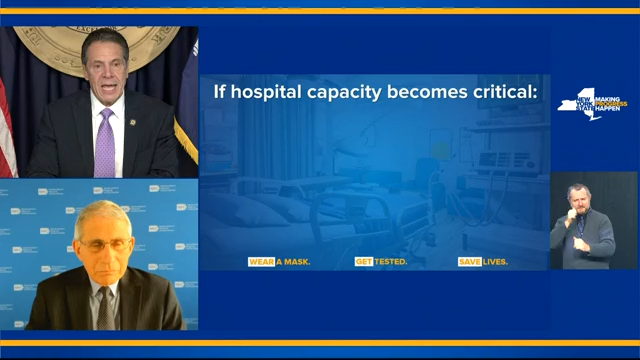 If hospital capacity becomes critical:
NEW YORK STATE
MAKING PROGRESS HAPPEN
WEAR A MASK.
GET TESTED.
SAVE LIVES.